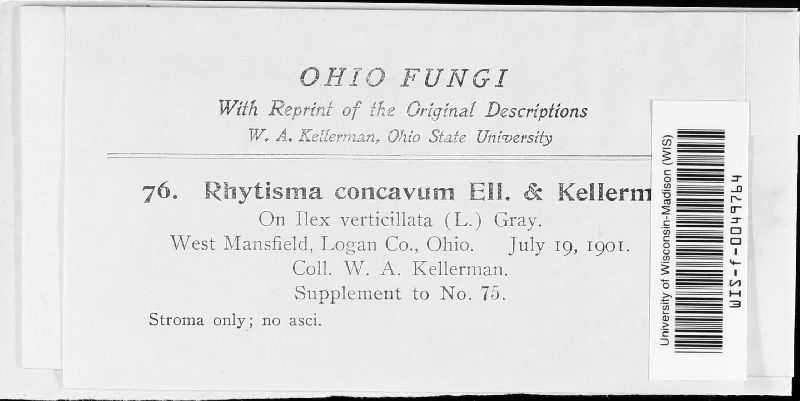 OHIO FUNGI
With Reprint of the Original Descriptions
W. A. Kellerman, Ohio State University
76. Rhytisma concavum Ell. & Kellerm
On Ilex verticillata (L.) Gray.
West Mansfield, Logan Co., Ohio. July 19, 1901.
Coll. W. A. Kellerman.
Supplement to No. 75.
Stroma only; no asci.
University of Wisconsin-Madison (WIS)
WIS-f-0049764